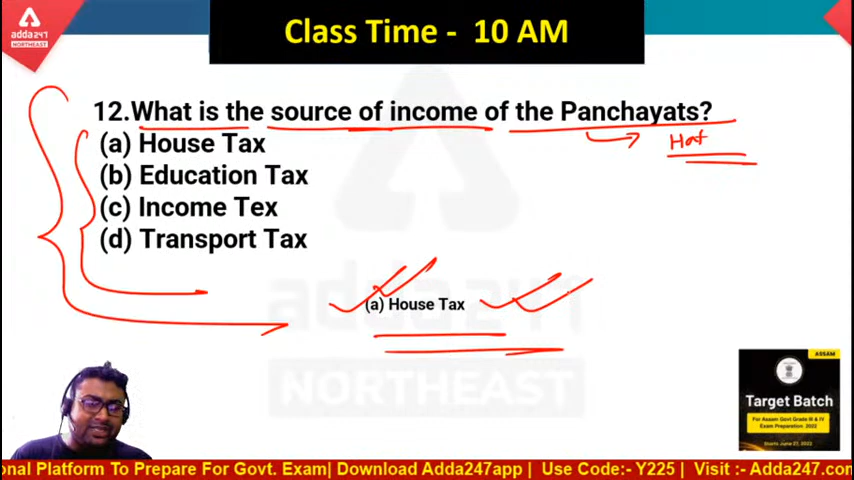 adda247
NORTHEAST
Class Time - 10 AM
12.What is the source of income of the Panchayats?
Hat
(a) House Tax
(b) Education Tax
(c) Income Tex
(d) Transport Tax
(a) House Tax
adda247
NORTHEAST
ASSAM
Target Batch
For Assam Govt Grade III & IV
Exam Preparation 2022
Starts June 27, 2022
onal Platform To Prepare For Govt. Exam| Download Adda247app | Use Code:- Y225 | Visit :- Adda247.com